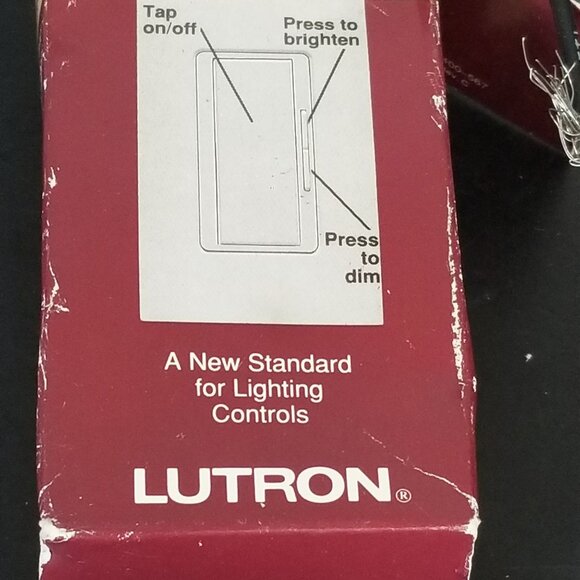 Tap
on/off
Press to
brighten
Press
to
dim
A New Standard
for Lighting
Controls
LUTRON®